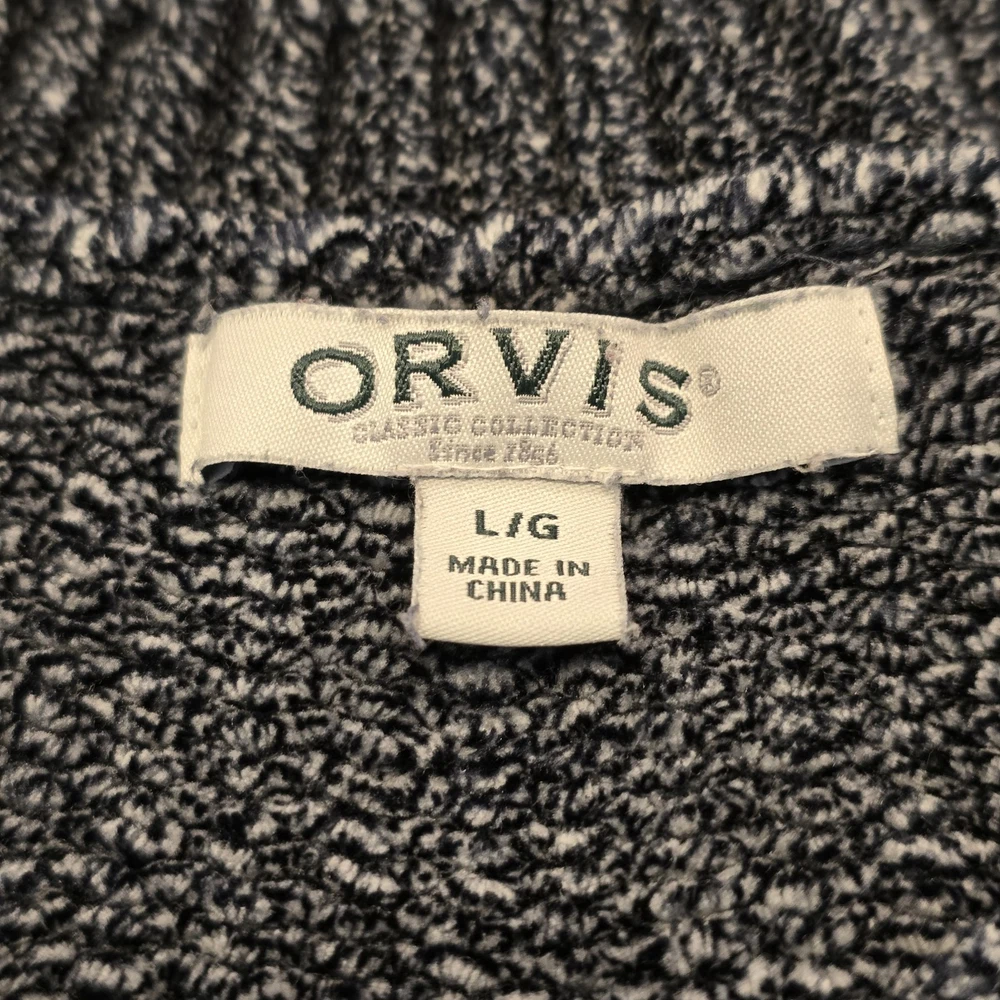 ORVIS®
CLASSIC COLLECTION
Since 1856
L/G
MADE IN
CHINA